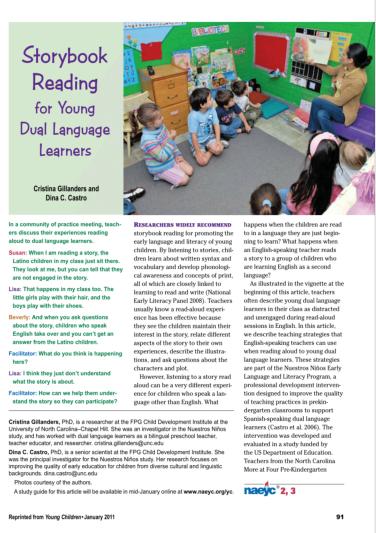 Storybook
Reading
for Young
Dual Language
Learners
Cristina Gillanders and
Dina C. Castro
In a community of practice meeting, teach-
ers discuss their experiences reading
aloud to dual language learners.
Susan: When I am reading a story, the
Latino children in my class just sit there.
They look at me, but you can tell that they
are not engaged in the story.
Lisa: That happens in my class too. The
little girls play with their hair, and the
boys play with their shoes.
Beverly: And when you ask questions
about the story, children who speak
English take over and you can't get an
answer from the Latino children.
Facilitator: What do you think is happening
here?
Lisa: I think they just don't understand
what the story is about.
Facilitator: How can we help them under-
stand the story so they can participate?
RESEARCHERS WIDELY RECOMMEND
storybook reading for promoting the
early language and literacy of young
children. By listening to stories, chil-
dren learn about written syntax and
vocabulary and develop phonologi-
cal awareness and concepts of print,
all of which are closely linked to
learning to read and write (National
Early Literacy Panel 2008). Teachers
usually know a read-aloud experi-
ence has been effective because
they see the children maintain their
interest in the story, relate different
aspects of the story to their own
experiences, describe the illustra-
tions, and ask questions about the
characters and plot.
However, listening to a story read
aloud can be a very different experi-
ence for children who speak a lan-
guage other than English. What
happens when the children are read
to in a language they are just begin-
ning to learn? What happens when
an English-speaking teacher reads
a story to a group of children who
are learning English as a second
language?
As illustrated in the vignette at the
beginning of this article, teachers
often describe young dual language
learners in their class as distracted
and unengaged during read-aloud
sessions in English. In this article,
we describe teaching strategies that
English-speaking teachers can use
when reading aloud to young dual
language learners. These strategies
are part of the Nuestros Niños Early
Language and Literacy Program, a
professional development interven-
tion designed to improve the quality
of teaching practices in prekin-
dergarten classrooms to support
Spanish-speaking dual language
learners (Castro et al. 2006). The
intervention was developed and
evaluated in a study funded by
the US Department of Education.
Teachers from the North Carolina
More at Four Pre-Kindergarten
Cristina Gillanders, PhD, is a researcher at the FPG Child Development Institute at the
University of North Carolina–Chapel Hill. She was an investigator in the Nuestros Niños
study, and has worked with dual language learners as a bilingual preschool teacher,
teacher educator, and researcher. cristina.gillanders@unc.edu
Dina C. Castro, PhD, is a senior scientist at the FPG Child Development Institute. She
was the principal investigator for the Nuestros Niños study. Her research focuses on
improving the quality of early education for children from diverse cultural and linguistic
backgrounds. dina.castro@unc.edu
Photos courtesy of the authors.
A study guide for this article will be available in mid-January online at www.naeyc.org/yc.
naeyc® 2, 3
Reprinted from Young Children • January 2011
91